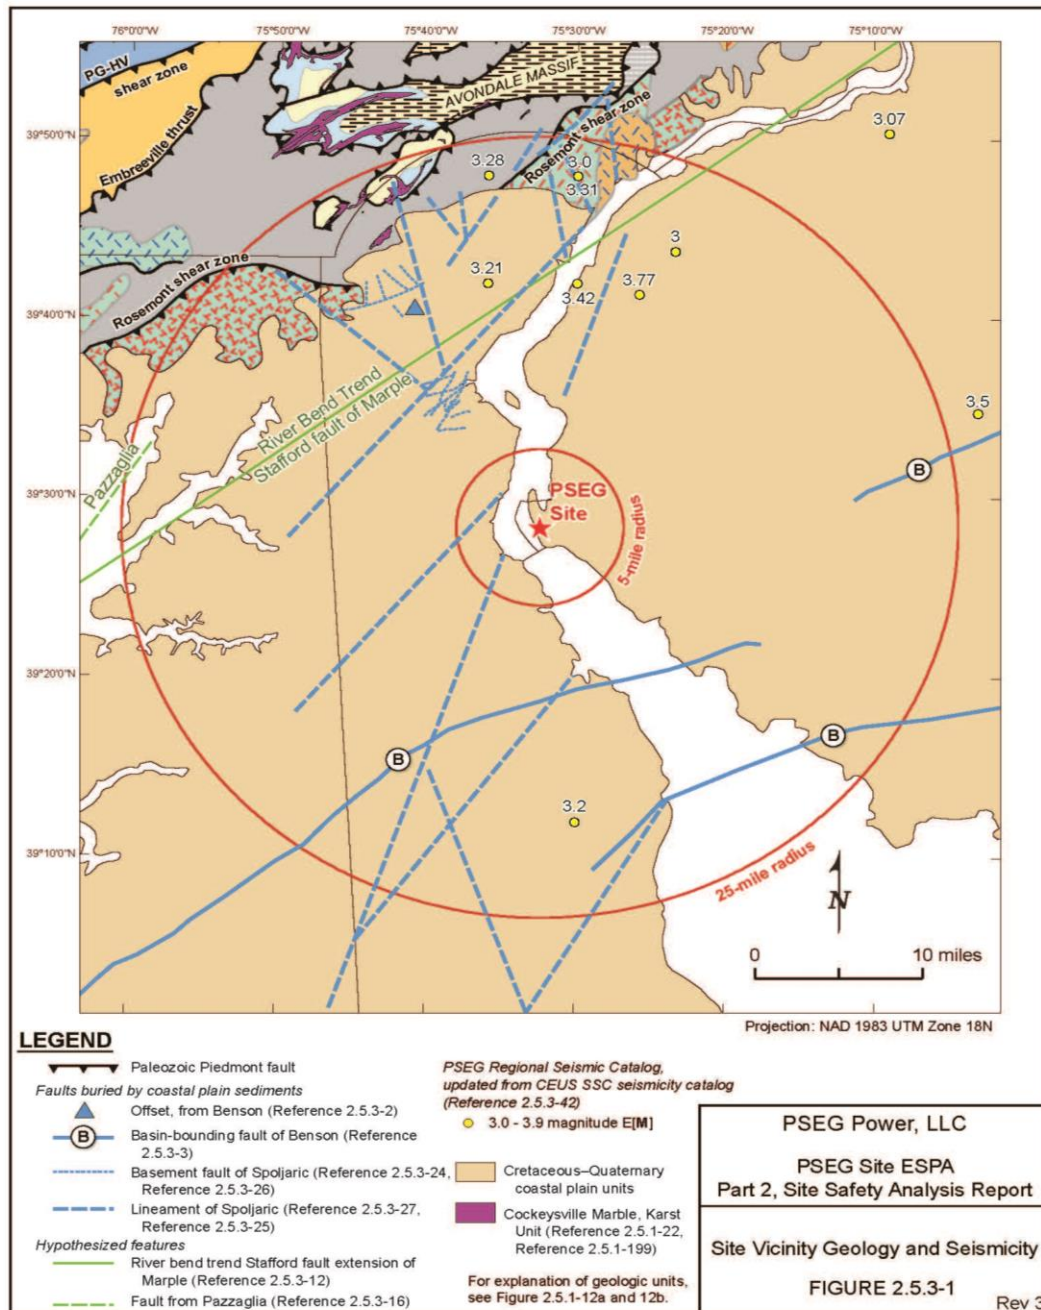 76°0'0"W 75°50'0"W 75°40'0"W 75°30'0"W 75°20'0"W 75°10'0"W
PG-HV
shear zone
Embreeville thrust
AVONDALE MASSIF
Rosemont shear zone
39°50'0"N
3.07
3.28
3.0
3.31
3
3.21
3.42
3.77
Rosemont shear zone
39°40'0"N
River Bend Trend
Stafford fault of Marple
Pazzaglia
3.5
B
39°30'0"N
PSEG
Site
5-mile radius
39°20'0"N
B
B
3.2
39°10'0"N
25-mile radius
N
0 10 miles
Projection: NAD 1983 UTM Zone 18N
LEGEND
Paleozoic Piedmont fault
Faults buried by coastal plain sediments
Offset, from Benson (Reference 2.5.3-2)
B
Basin-bounding fault of Benson (Reference
2.5.3-3)
Basement fault of Spoljaric (Reference 2.5.3-24,
Reference 2.5.3-26)
Lineament of Spoljaric (Reference 2.5.3-27,
Reference 2.5.3-25)
Hypothesized features
River bend trend Stafford fault extension of
Marple (Reference 2.5.3-12)
Fault from Pazzaglia (Reference 2.5.3-16)
PSEG Regional Seismic Catalog,
updated from CEUS SSC seismicity catalog
(Reference 2.5.3-42)
3.0 - 3.9 magnitude E[M]
Cretaceous–Quaternary
coastal plain units
Cockeysville Marble, Karst
Unit (Reference 2.5.1-22,
Reference 2.5.1-199)
For explanation of geologic units,
see Figure 2.5.1-12a and 12b.
PSEG Power, LLC
PSEG Site ESPA
Part 2, Site Safety Analysis Report
Site Vicinity Geology and Seismicity
FIGURE 2.5.3-1
Rev 3